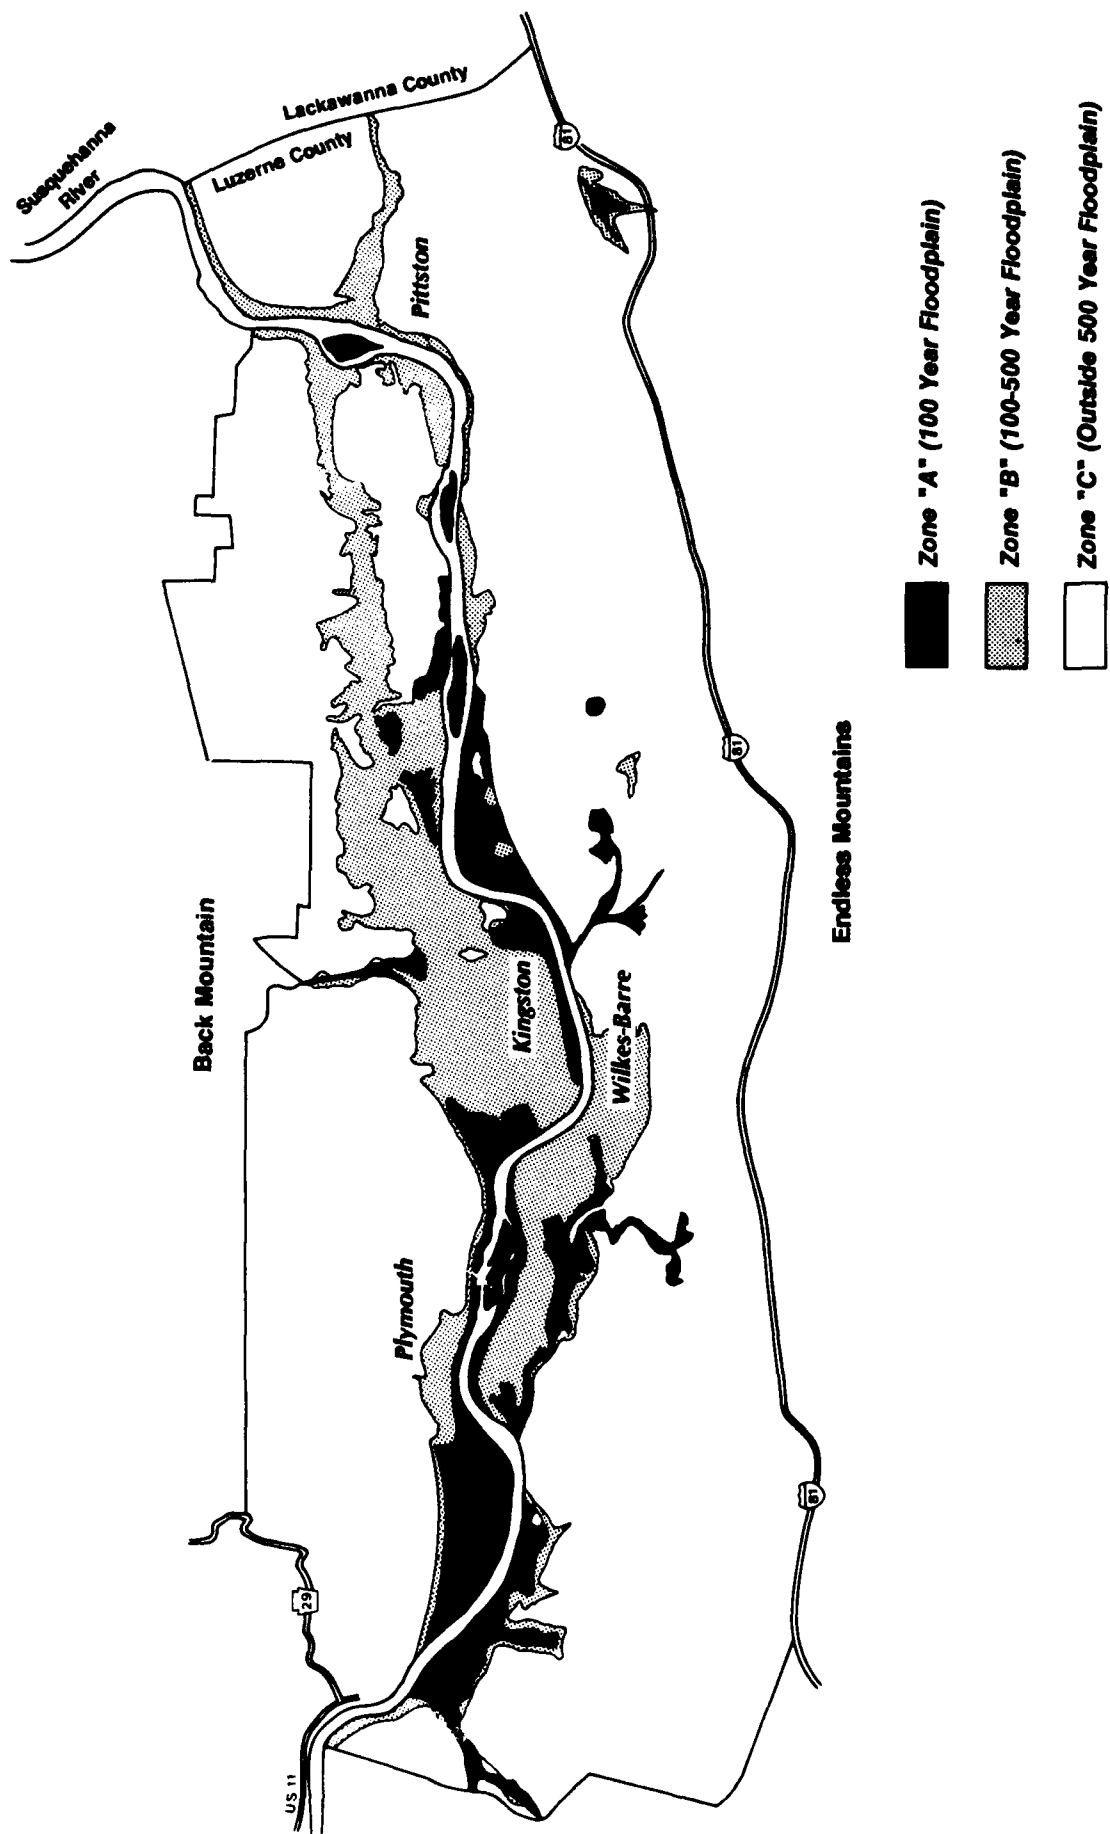 Susquehanna
River
Lackawanna County
Luzerne County
Pittston
81
Back Mountain
Kingston
Wilkes-Barre
81
Endless Mountains
Plymouth
29
US 11
81
Zone "A" (100 Year Floodplain)
Zone "B" (100-500 Year Floodplain)
Zone "C" (Outside 500 Year Floodplain)